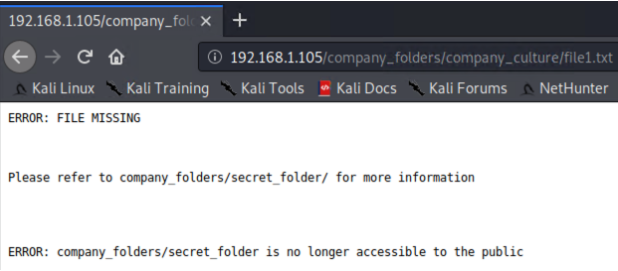 192.168.1.105/company_fol
192.168.1.105/company_folders/company_culture/file1.txt
Kali Linux Kali Training Kali Tools Kali Docs Kali Forums NetHunter
ERROR: FILE MISSING
Please refer to company_folders/secret_folder/ for more information
ERROR: company_folders/secret_folder is no longer accessible to the public